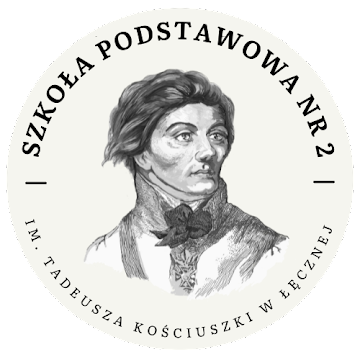 SZKOŁA PODSTAWOWA NR 2
IM. TADEUSZA KOŚCIUSZKI W ŁĘCZNEJ